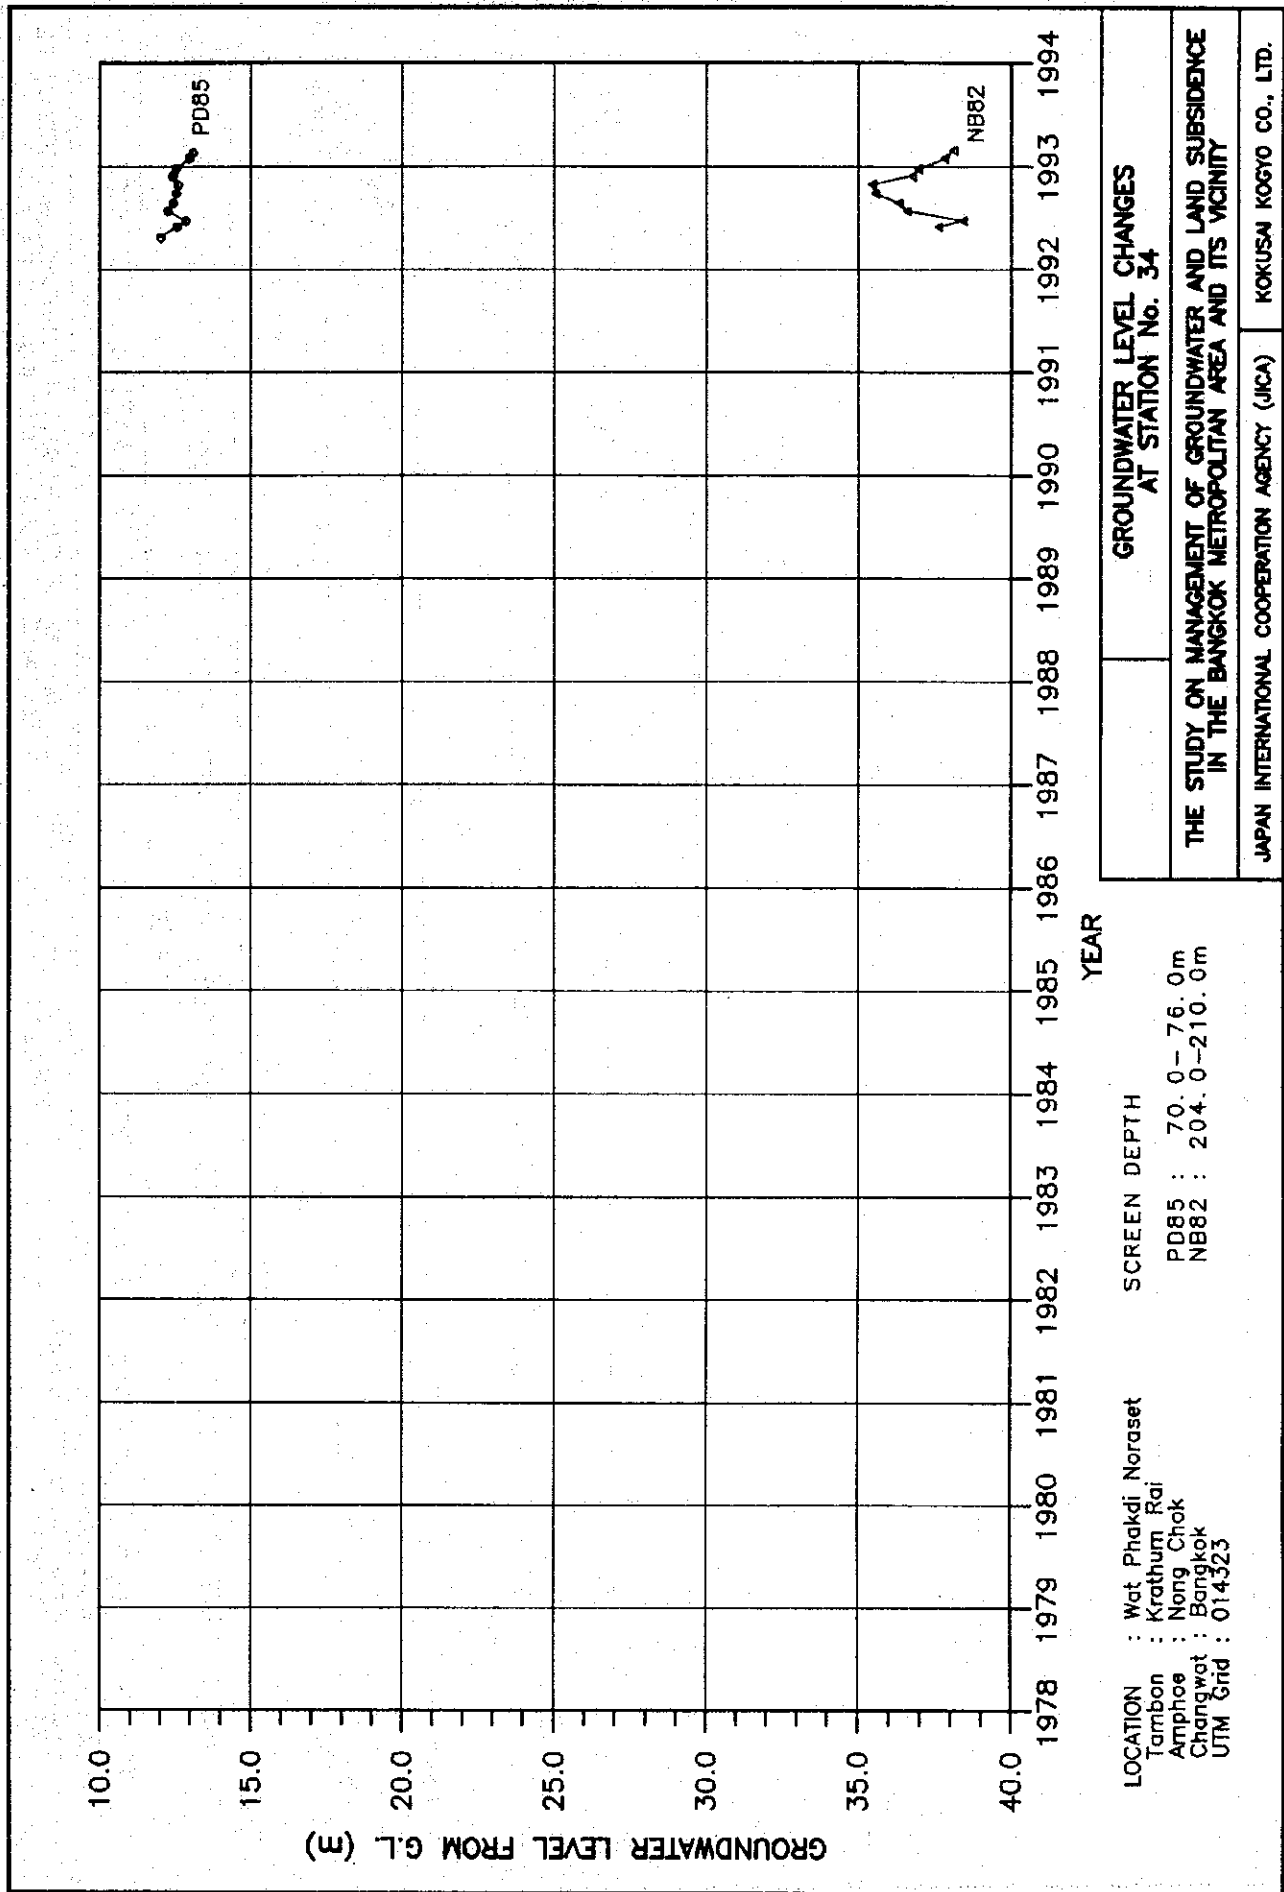 GROUNDWATER LEVEL FROM G.L. (m)
10.0
15.0
20.0
25.0
30.0
35.0
40.0
PD85
NB82
1978 1979 1980 1981 1982 1983 1984 1985 1986 1987 1988 1989 1990 1991 1992 1993 1994
YEAR
LOCATION : Wat Phakdi Noraset
Tambon : Krathum Rai
Amphoe : Nong Chok
Changwat : Bangkok
UTM Grid : 014323
SCREEN DEPTH
PD85 : 70.0-76.0m
NB82 : 204.0-210.0m
GROUNDWATER LEVEL CHANGES
AT STATION No. 34
THE STUDY ON MANAGEMENT OF GROUNDWATER AND LAND SUBSIDENCE
IN THE BANGKOK METROPOLITAN AREA AND ITS VICINITY
JAPAN INTERNATIONAL COOPERATION AGENCY (JICA)
KOKUSAI KOGYO CO., LTD.